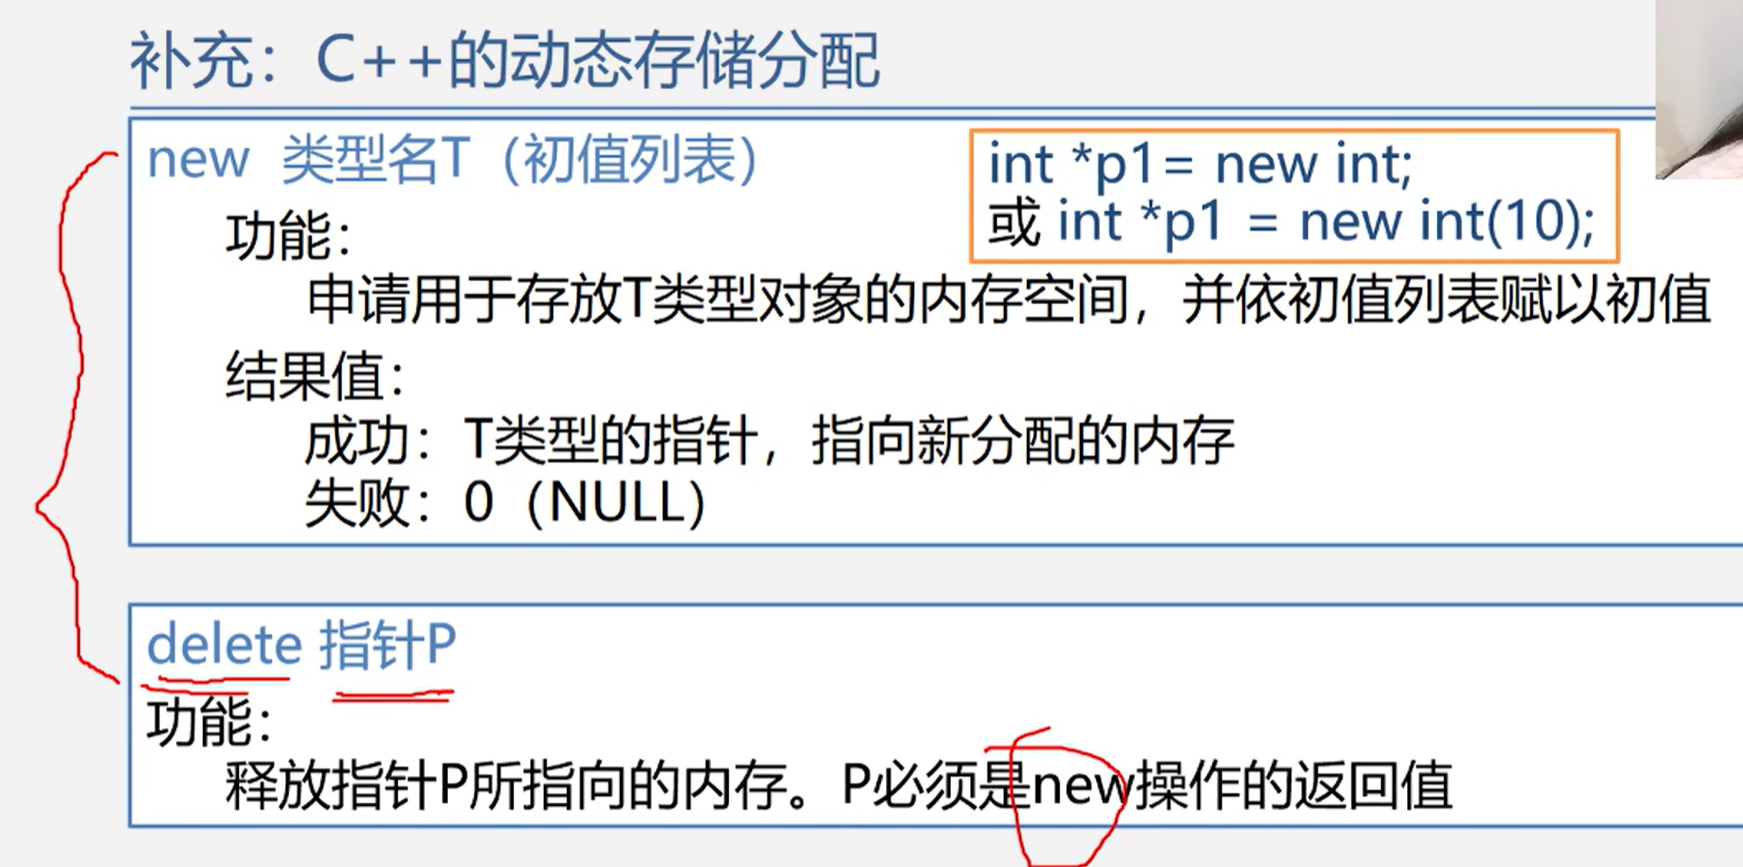 补充：C++的动态存储分配
new 类型名T（初值列表）
int *p1= new int;
或 int *p1 = new int(10);
功能：
申请用于存放T类型对象的内存空间，并依初值列表赋以初值
结果值：
成功：T类型的指针，指向新分配的内存
失败：0（NULL）
delete 指针P
功能：
释放指针P所指向的内存。P必须是new操作的返回值